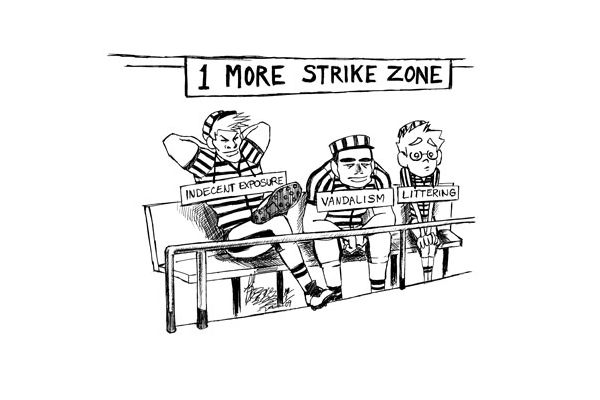 1 MORE STRIKE ZONE
INDECENT EXPOSURE
VANDALISM
LITTERING